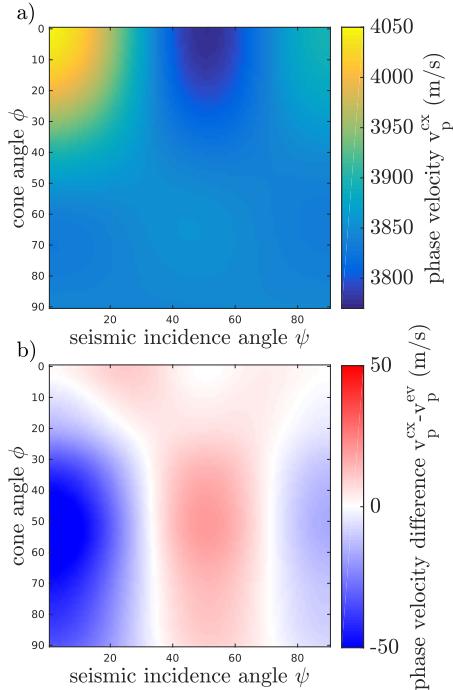 a)
0
10
20
30
40
50
60
70
80
90
cone angle ϕ
20 40 60 80
seismic incidence angle ψ
4050
4000
3950
3900
3850
3800
phase velocity v_p^cx (m/s)
b)
0
10
20
30
40
50
60
70
80
90
cone angle ϕ
20 40 60 80
seismic incidence angle ψ
50
0
-50
phase velocity difference v_p^cx-v_p^ev (m/s)